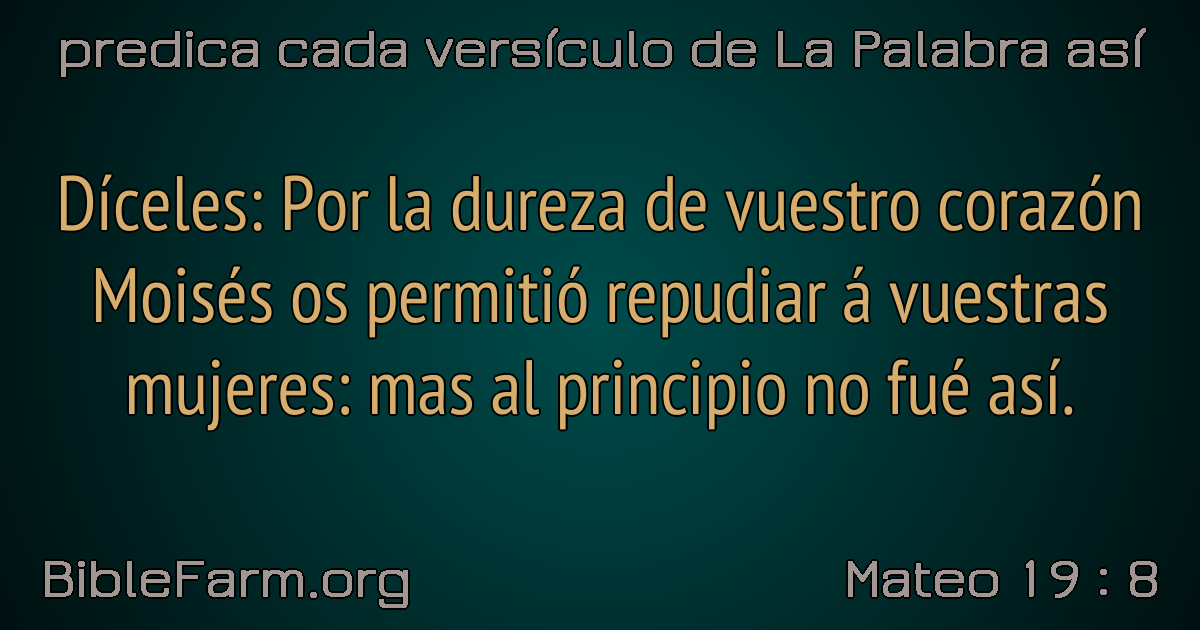 predica cada versículo de La Palabra así
Díceles: Por la dureza de vuestro corazón
Moisés os permitió repudiar á vuestras
mujeres: mas al principio no fué así.
BibleFarm.org
Mateo 19 : 8